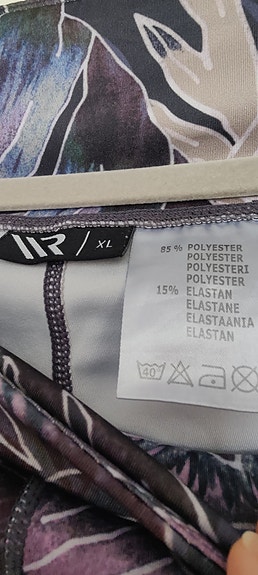 XL
85 % POLYESTER
POLYESTER
POLYESTERI
POLYESTER
15% ELASTAN
ELASTANE
ELASTAANIA
ELASTAN
40